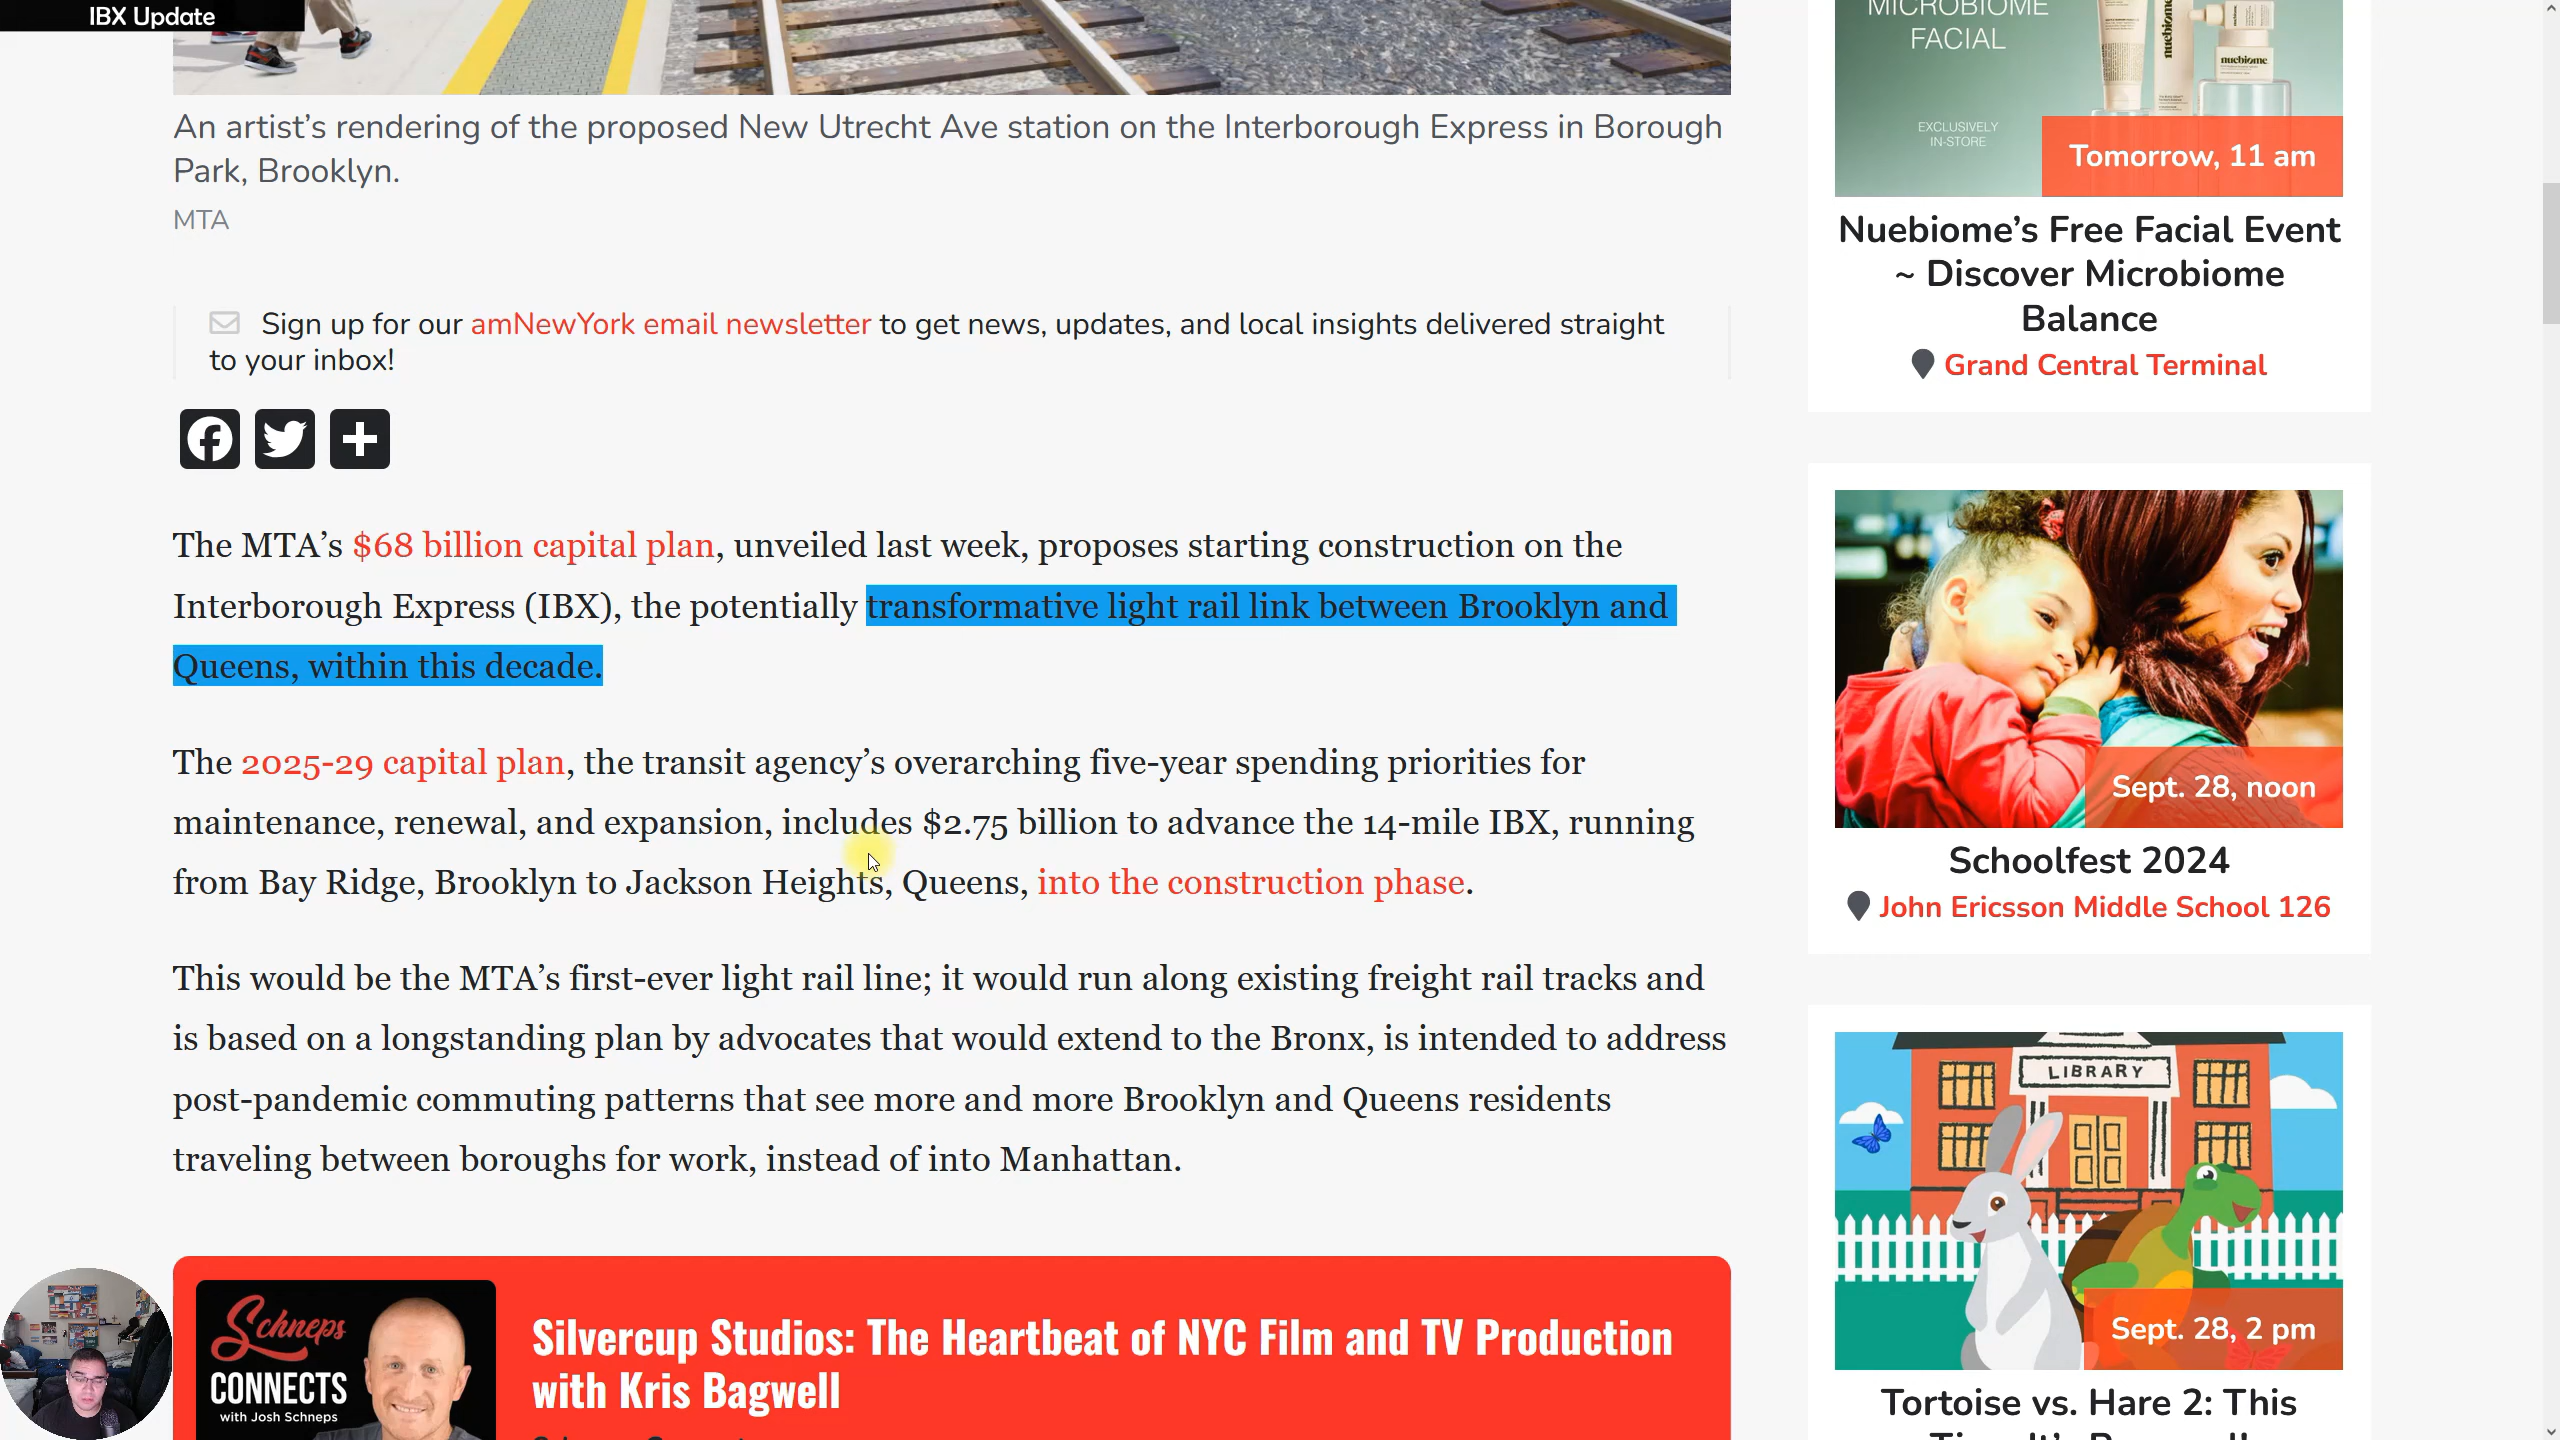 IBX Update
An artist’s rendering of the proposed New Utrecht Ave station on the Interborough Express in Borough
Park, Brooklyn.
MTA
Sign up for our amNewYork email newsletter to get news, updates, and local insights delivered straight
to your inbox!
The MTA’s $68 billion capital plan, unveiled last week, proposes starting construction on the
Interborough Express (IBX), the potentially transformative light rail link between Brooklyn and
Queens, within this decade.
The 2025-29 capital plan, the transit agency’s overarching five-year spending priorities for
maintenance, renewal, and expansion, includes $2.75 billion to advance the 14-mile IBX, running
from Bay Ridge, Brooklyn to Jackson Heights, Queens, into the construction phase.
This would be the MTA’s first-ever light rail line; it would run along existing freight rail tracks and
is based on a longstanding plan by advocates that would extend to the Bronx, is intended to address
post-pandemic commuting patterns that see more and more Brooklyn and Queens residents
traveling between boroughs for work, instead of into Manhattan.
Schneps
CONNECTS
with Josh Schneps
Silvercup Studios: The Heartbeat of NYC Film and TV Production
with Kris Bagwell
MICROBIOME
FACIAL
EXCLUSIVELY
IN-STORE
nuebiome
nuebiome
Tomorrow, 11 am
Nuebiome’s Free Facial Event
~ Discover Microbiome
Balance
Grand Central Terminal
Sept. 28, noon
Schoolfest 2024
John Ericsson Middle School 126
LIBRARY
Sept. 28, 2 pm
Tortoise vs. Hare 2: This